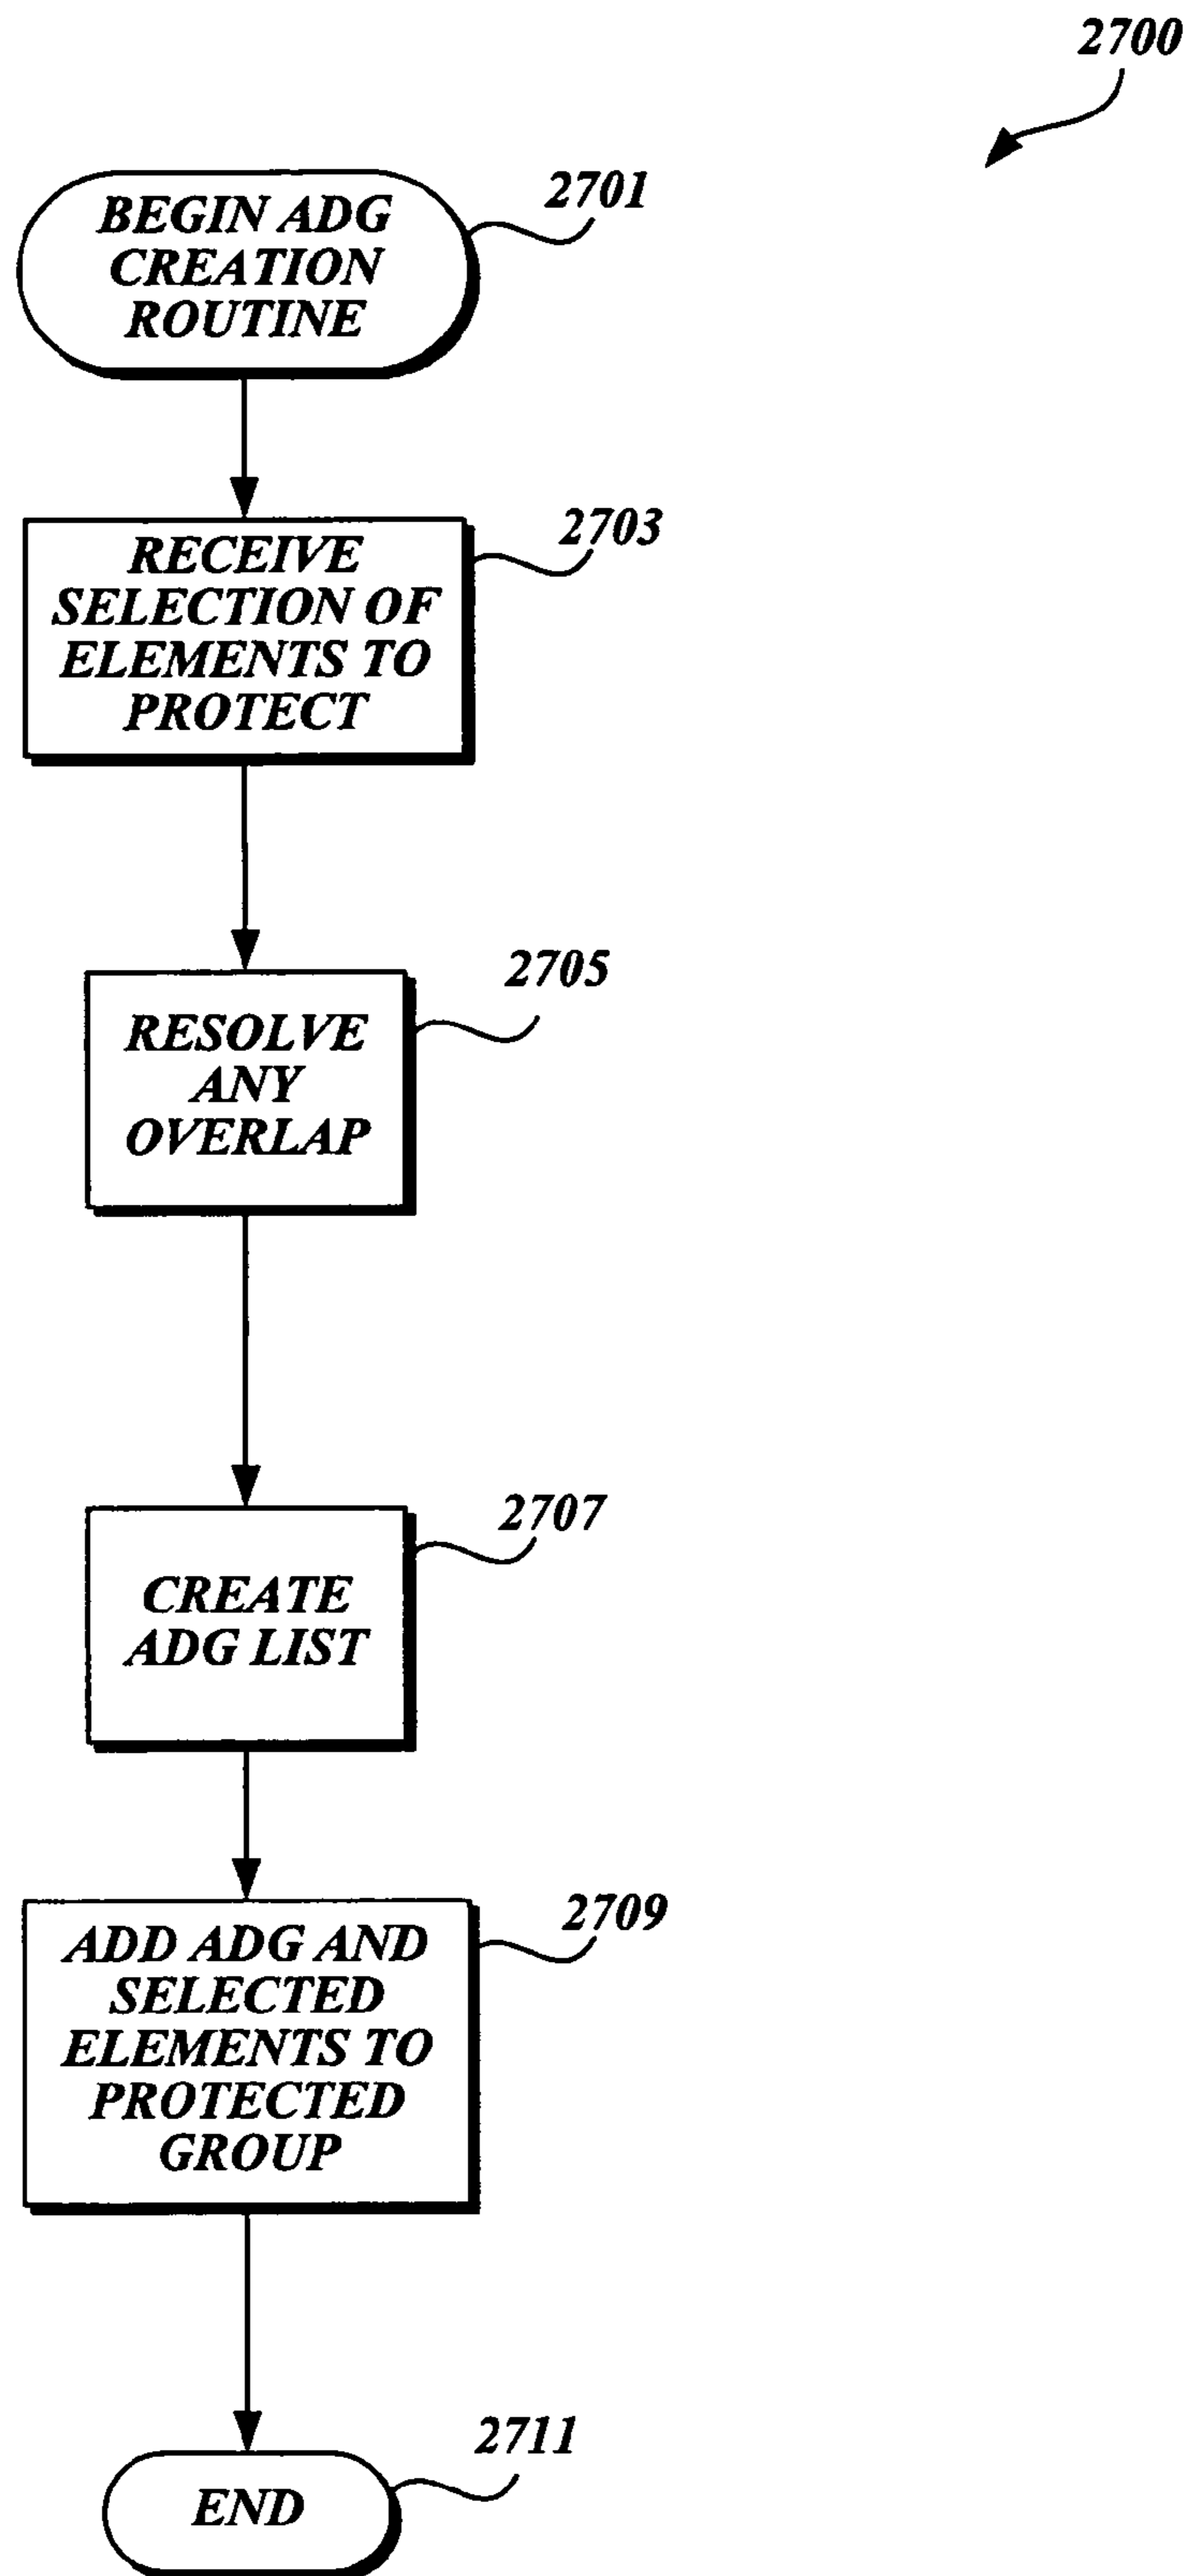 2700
BEGIN ADG
CREATION
ROUTINE
2701
RECEIVE
SELECTION OF
ELEMENTS TO
PROTECT
2703
RESOLVE
ANY
OVERLAP
2705
CREATE
ADG LIST
2707
ADD ADG AND
SELECTED
ELEMENTS TO
PROTECTED
GROUP
2709
END
2711